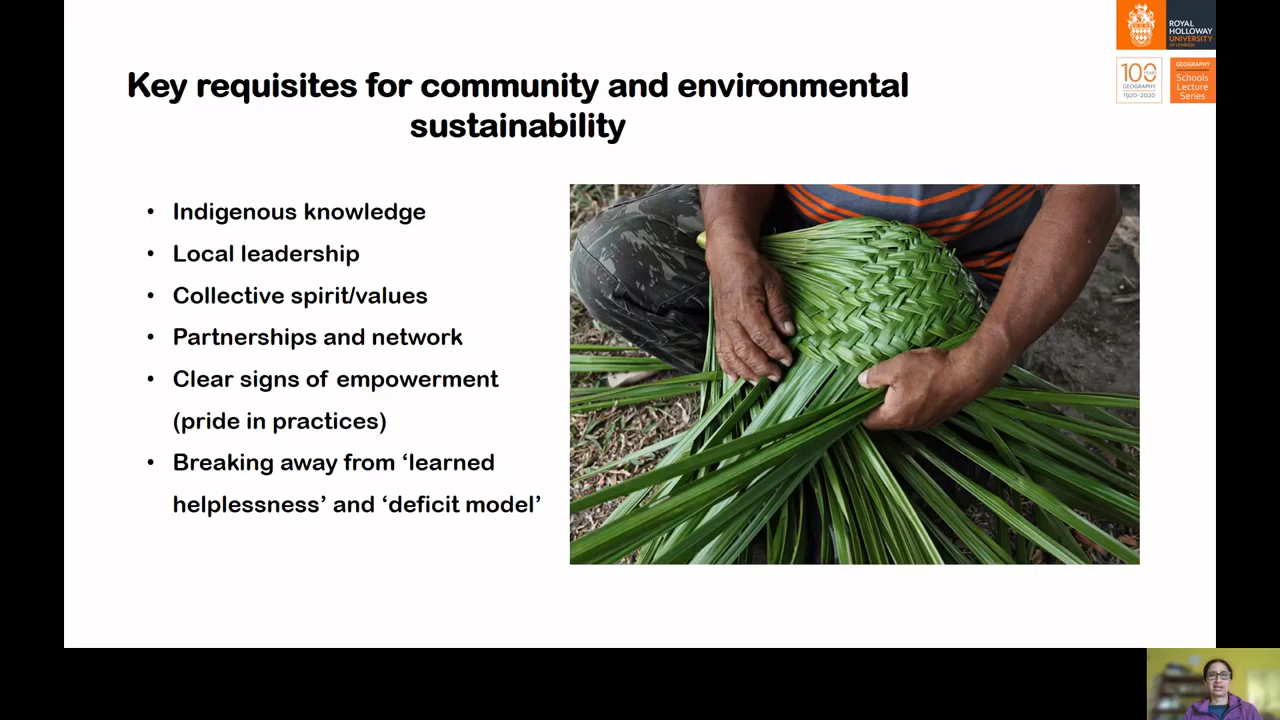 ROYAL
HOLLOWAY
UNIVERSITY
OF LONDON
100
YEARS
GEOGRAPHY
1920-2020
GEOGRAPHY
Schools
Lecture
Series
Key requisites for community and environmental
sustainability
• Indigenous knowledge
• Local leadership
• Collective spirit/values
• Partnerships and network
• Clear signs of empowerment
(pride in practices)
• Breaking away from ‘learned
helplessness’ and ‘deficit model’